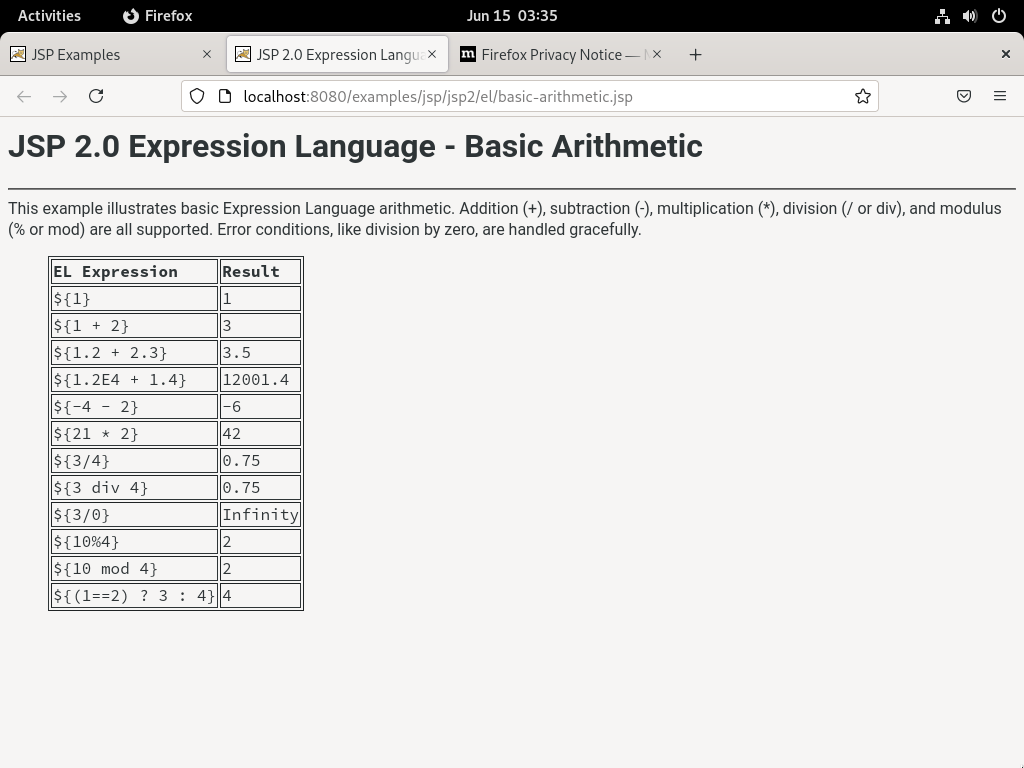 Activities Firefox Jun 15 03:35
JSP Examples JSP 2.0 Expression Langua Firefox Privacy Notice —
localhost:8080/examples/jsp/jsp2/el/basic-arithmetic.jsp
JSP 2.0 Expression Language - Basic Arithmetic
This example illustrates basic Expression Language arithmetic. Addition (+), subtraction (-), multiplication (*), division (/ or div), and modulus
(% or mod) are all supported. Error conditions, like division by zero, are handled gracefully.
EL Expression Result
${1} 1
${1 + 2} 3
${1.2 + 2.3} 3.5
${1.2E4 + 1.4} 12001.4
${-4 - 2} -6
${21 * 2} 42
${3/4} 0.75
${3 div 4} 0.75
${3/0} Infinity
${10%4} 2
${10 mod 4} 2
${(1==2) ? 3 : 4} 4